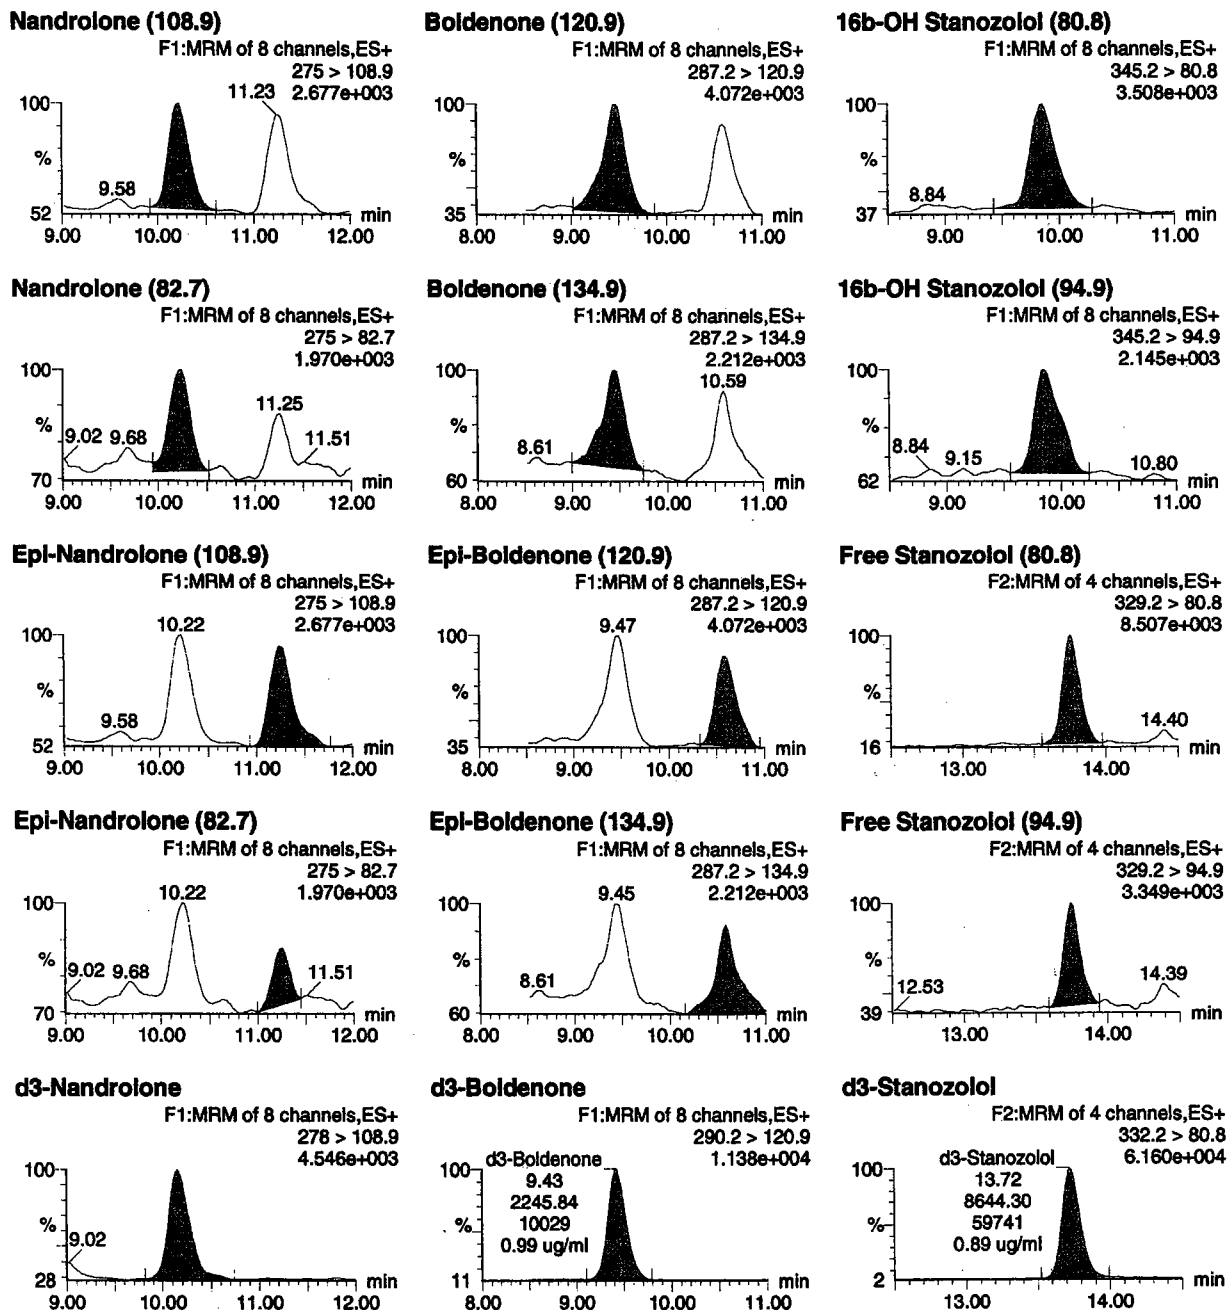 Nandrolone (108.9)
F1:MRM of 8 channels,ES+
275 > 108.9
2.677e+003
11.23
100
%
9.58
52
min
9.00 10.00 11.00 12.00
Boldenone (120.9)
F1:MRM of 8 channels,ES+
287.2 > 120.9
4.072e+003
100
%
35
min
8.00 9.00 10.00 11.00
16b-OH Stanozolol (80.8)
F1:MRM of 8 channels,ES+
345.2 > 80.8
3.508e+003
100
%
8.84
37
min
9.00 10.00 11.00
Nandrolone (82.7)
F1:MRM of 8 channels,ES+
275 > 82.7
1.970e+003
100
%
11.25
9.02 9.68 11.51
70
min
9.00 10.00 11.00 12.00
Boldenone (134.9)
F1:MRM of 8 channels,ES+
287.2 > 134.9
2.212e+003
100
10.59
%
8.61
60
min
8.00 9.00 10.00 11.00
16b-OH Stanozolol (94.9)
F1:MRM of 8 channels,ES+
345.2 > 94.9
2.145e+003
100
%
8.84
9.15 10.80
62
min
9.00 10.00 11.00
Epi-Nandrolone (108.9)
F1:MRM of 8 channels,ES+
275 > 108.9
2.677e+003
10.22
100
%
9.58
52
min
9.00 10.00 11.00 12.00
Epi-Boldenone (120.9)
F1:MRM of 8 channels,ES+
287.2 > 120.9
4.072e+003
9.47
100
%
35
min
8.00 9.00 10.00 11.00
Free Stanozolol (80.8)
F2:MRM of 4 channels,ES+
329.2 > 80.8
8.507e+003
100
%
14.40
16
min
13.00 14.00
Epi-Nandrolone (82.7)
F1:MRM of 8 channels,ES+
275 > 82.7
1.970e+003
10.22
100
%
9.02 9.68 11.51
70
min
9.00 10.00 11.00 12.00
Epi-Boldenone (134.9)
F1:MRM of 8 channels,ES+
287.2 > 134.9
2.212e+003
9.45
100
%
8.61
60
min
8.00 9.00 10.00 11.00
Free Stanozolol (94.9)
F2:MRM of 4 channels,ES+
329.2 > 94.9
3.349e+003
100
%
12.53 14.39
39
min
13.00 14.00
d3-Nandrolone
F1:MRM of 8 channels,ES+
278 > 108.9
4.546e+003
100
%
9.02
28
min
9.00 10.00 11.00 12.00
d3-Boldenone
F1:MRM of 8 channels,ES+
290.2 > 120.9
1.138e+004
100
d3-Boldenone
9.43
2245.84
10029
0.99 ug/ml
%
11
min
9.00 10.00 11.00
d3-Stanozolol
F2:MRM of 4 channels,ES+
332.2 > 80.8
6.160e+004
100
d3-Stanozolol
13.72
8644.30
59741
0.89 ug/ml
%
2
min
13.00 14.00